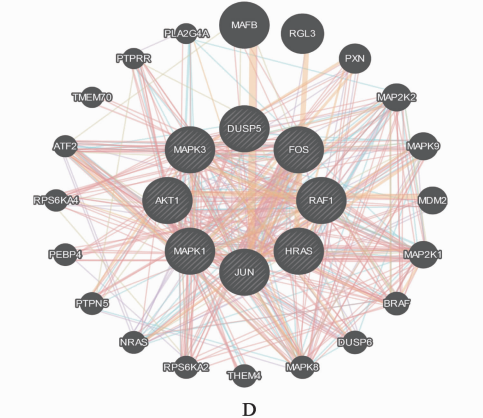 MAFB
RGL3
PLA2G4A
PTPRR
PXN
TMEM70
MAP2K2
DUSP5
ATF2
MAPK3
FOS
MAPK9
RPS6KA4
AKT1
RAF1
MDM2
PEBP4
MAPK1
HRAS
MAP2K1
JUN
PTPN5
BRAF
NRAS
DUSP6
RPS6KA2
THEM4
MAPK8
D